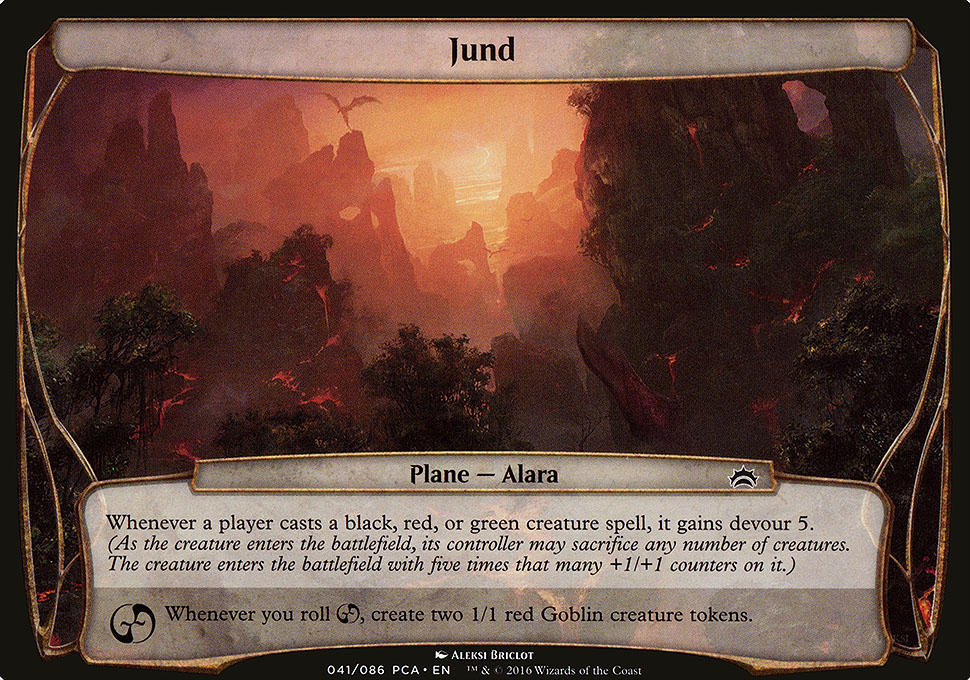 Jund
Plane — Alara
Whenever a player casts a black, red, or green creature spell, it gains devour 5.
(As the creature enters the battlefield, its controller may sacrifice any number of creatures.
The creature enters the battlefield with five times that many +1/+1 counters on it.)
Whenever you roll , create two 1/1 red Goblin creature tokens.
ALEKSI BRICLOT
041/086 PCA • EN ™ & © 2016 Wizards of the Coast